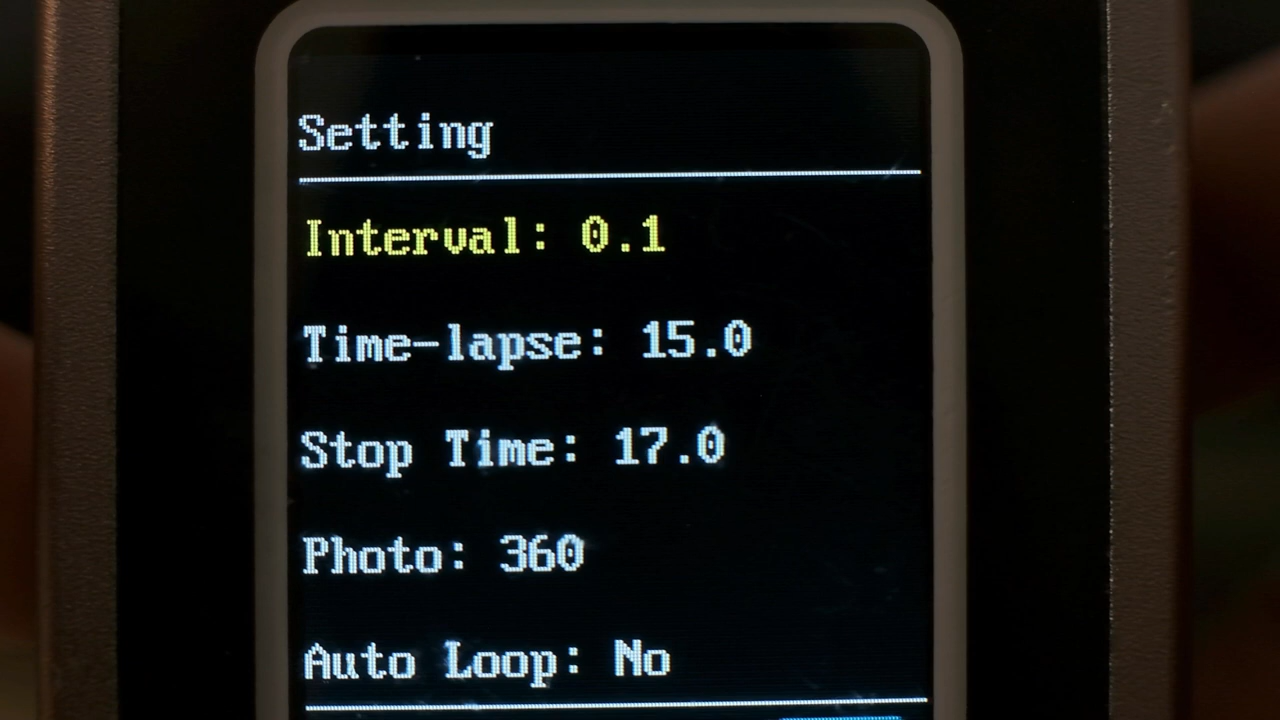 Setting
Interval: 0.1
Time-lapse: 15.0
Stop Time: 17.0
Photo: 360
Auto Loop: No